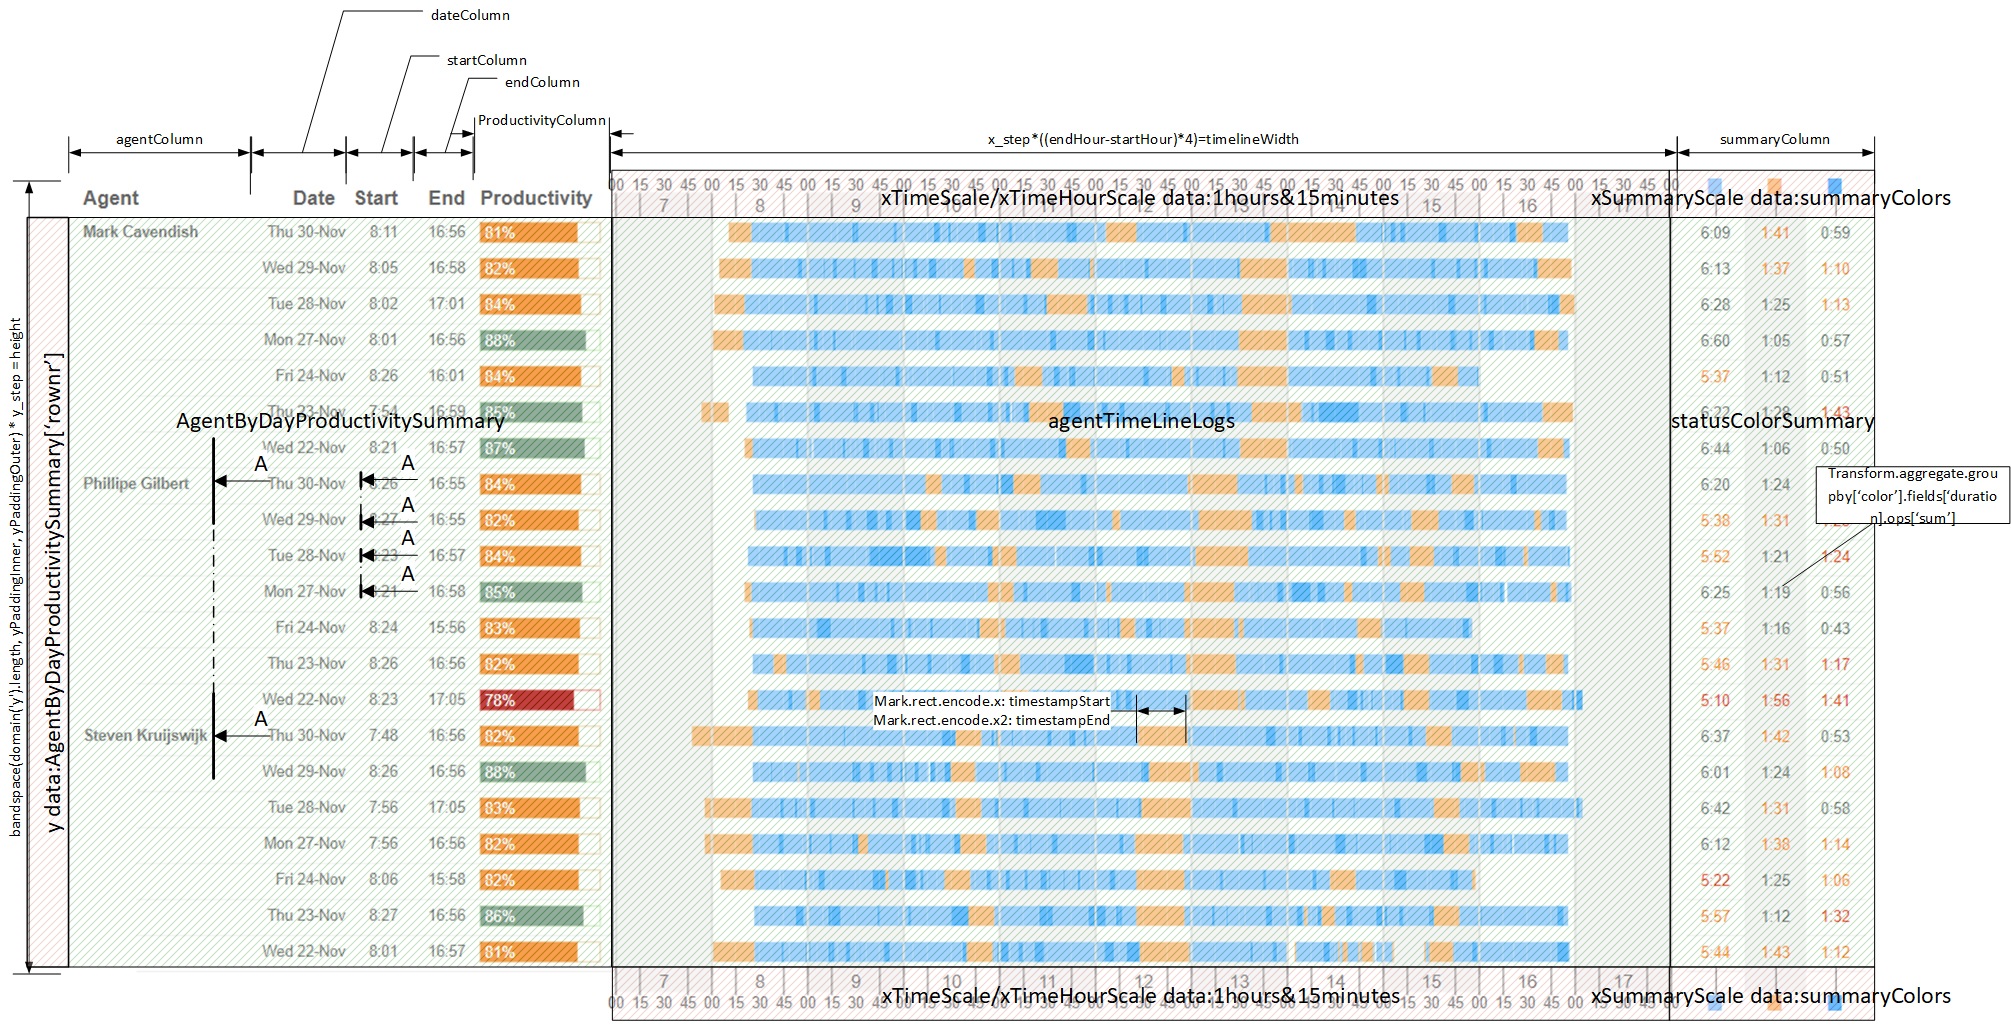 dateColumn
startColumn
endColumn
ProductivityColumn
agentColumn
x_step*((endHour-startHour)*4)=timelineWidth
summaryColumn
00 15 30 45 00 15 30 45 00 15 30 45 00 15 30 45 00 15 30 45 00 15 30 45 00 15 30 45 00 15 30 45 00 15 30 45 00 15 30 45 00 15 30 45 00
7 8 9 10 11 12 13 14 15 16 17
xTimeScale/xTimeHourScale data:1hours&15minutes
xSummaryScale data:summaryColors
Agent Date Start End Productivity
Mark Cavendish Thu 30-Nov 8:11 16:56 81% 6:09 1:41 0:59
Wed 29-Nov 8:05 16:58 82% 6:13 1:37 1:10
Tue 28-Nov 8:02 17:01 84% 6:28 1:25 1:13
Mon 27-Nov 8:01 16:56 88% 6:60 1:05 0:57
Fri 24-Nov 8:26 16:01 84% 5:37 1:12 0:51
Thu 23-Nov 7:54 16:59 85% 6:22 1:28 1:43
AgentByDayProductivitySummary
agentTimeLineLogs
statusColorSummary
Wed 22-Nov 8:21 16:57 87% 6:44 1:06 0:50
A A
Phillipe Gilbert Thu 30-Nov 8:26 16:55 84% 6:20 1:24
Transform.aggregate.grou
pby['color'].fields['duratio
n].ops['sum']
A
Wed 29-Nov 8:27 16:55 82% 5:38 1:31
A
Tue 28-Nov 8:23 16:57 84% 5:52 1:21 1:24
A
Mon 27-Nov 8:21 16:58 85% 6:25 1:19 0:56
Fri 24-Nov 8:24 15:56 83% 5:37 1:16 0:43
Thu 23-Nov 8:26 16:56 82% 5:46 1:31 1:17
Wed 22-Nov 8:23 17:05 78% 5:10 1:56 1:41
Mark.rect.encode.x: timestampStart
Mark.rect.encode.x2: timestampEnd
A
Steven Kruijswijk Thu 30-Nov 7:48 16:56 82% 6:37 1:42 0:53
Wed 29-Nov 8:26 16:56 88% 6:01 1:24 1:08
Tue 28-Nov 7:56 17:05 83% 6:42 1:31 0:58
Mon 27-Nov 7:56 16:56 82% 6:12 1:38 1:14
Fri 24-Nov 8:06 15:58 82% 5:22 1:25 1:06
Thu 23-Nov 8:27 16:56 86% 5:57 1:12 1:32
Wed 22-Nov 8:01 16:57 81% 5:44 1:43 1:12
7 8 9 10 11 12 13 14 15 16 17
00 15 30 45 00 15 30 45 00 15 30 45 00 15 30 45 00 15 30 45 00 15 30 45 00 15 30 45 00 15 30 45 00 15 30 45 00 15 30 45 00 15 30 45 00
xTimeScale/xTimeHourScale data:1hours&15minutes
xSummaryScale data:summaryColors
bandspace(domain('y').length, yPaddingInner, yPaddingOuter) * y_step = height
y data:AgentByDayProductivitySummary['rownr']